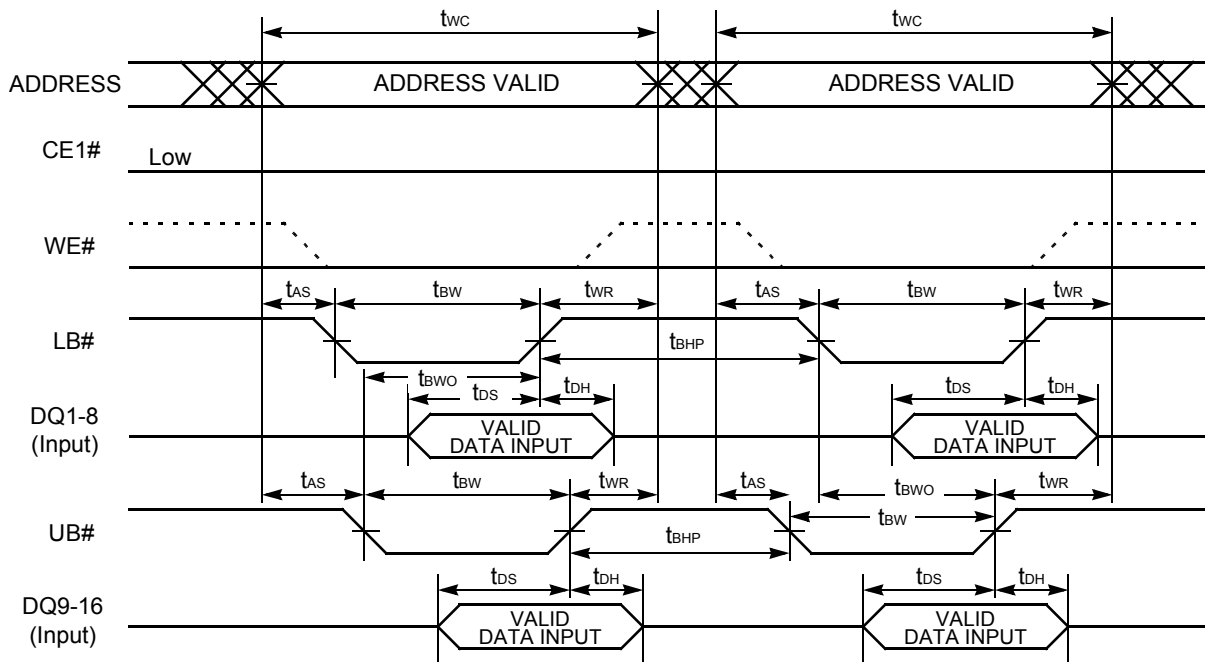 tWC tWC
ADDRESS ADDRESS VALID ADDRESS VALID
CE1# Low
WE#
tAS tBW tWR tAS tBW tWR
LB#
tBHP
tBWO
tDS tDH tDS tDH
DQ1-8
(Input)
VALID
DATA INPUT
VALID
DATA INPUT
tAS tBW tWR tAS tBWO tWR
UB#
tBW
tBHP
tDS tDH tDS tDH
DQ9-16
(Input)
VALID
DATA INPUT
VALID
DATA INPUT